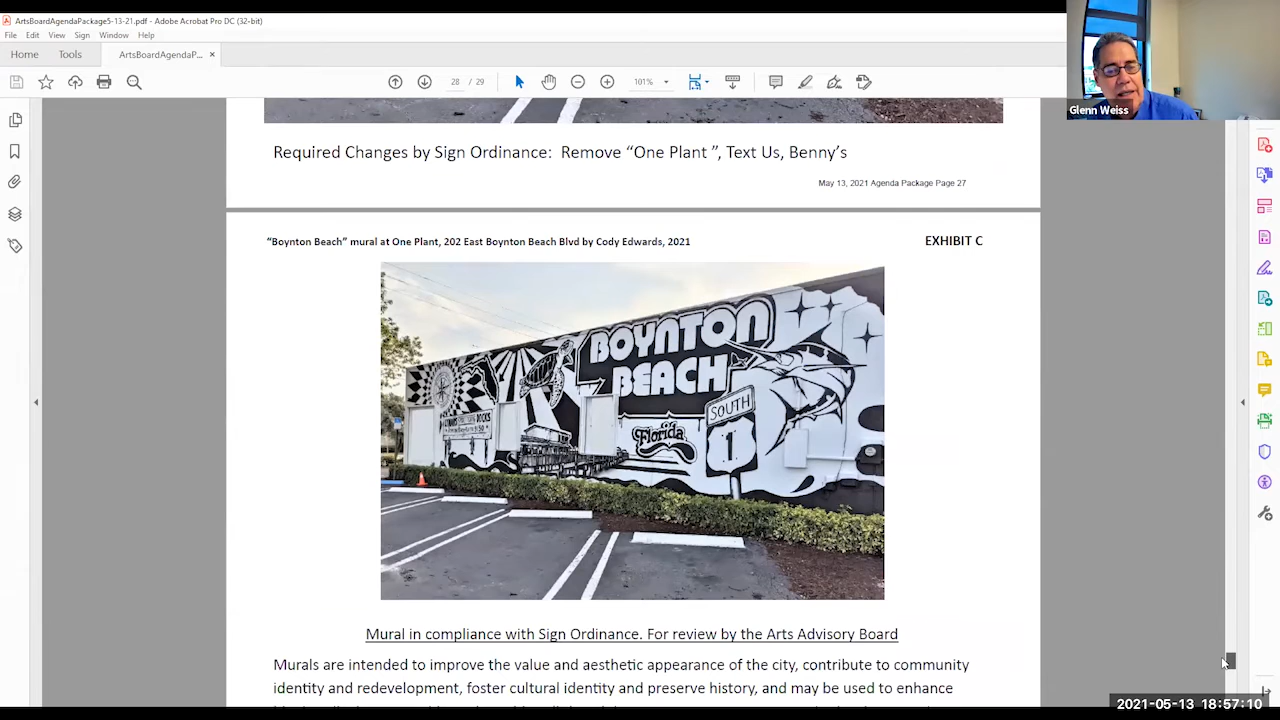 ArtsBoardAgendaPackage5-13-21.pdf - Adobe Acrobat Pro DC (32-bit)
File Edit View Sign Window Help
Home Tools ArtsBoardAgendaP... ×
28 / 29 101%
Glenn Weiss
Required Changes by Sign Ordinance: Remove “One Plant ”, Text Us, Benny’s
May 13, 2021 Agenda Package Page 27
“Boynton Beach” mural at One Plant, 202 East Boynton Beach Blvd by Cody Edwards, 2021
EXHIBIT C
BOYNTON
BEACH
SOUTH
1
Florida
DOCKS
Mural in compliance with Sign Ordinance. For review by the Arts Advisory Board
Murals are intended to improve the value and aesthetic appearance of the city, contribute to community
identity and redevelopment, foster cultural identity and preserve history, and may be used to enhance
2021-05-13 18:57:10